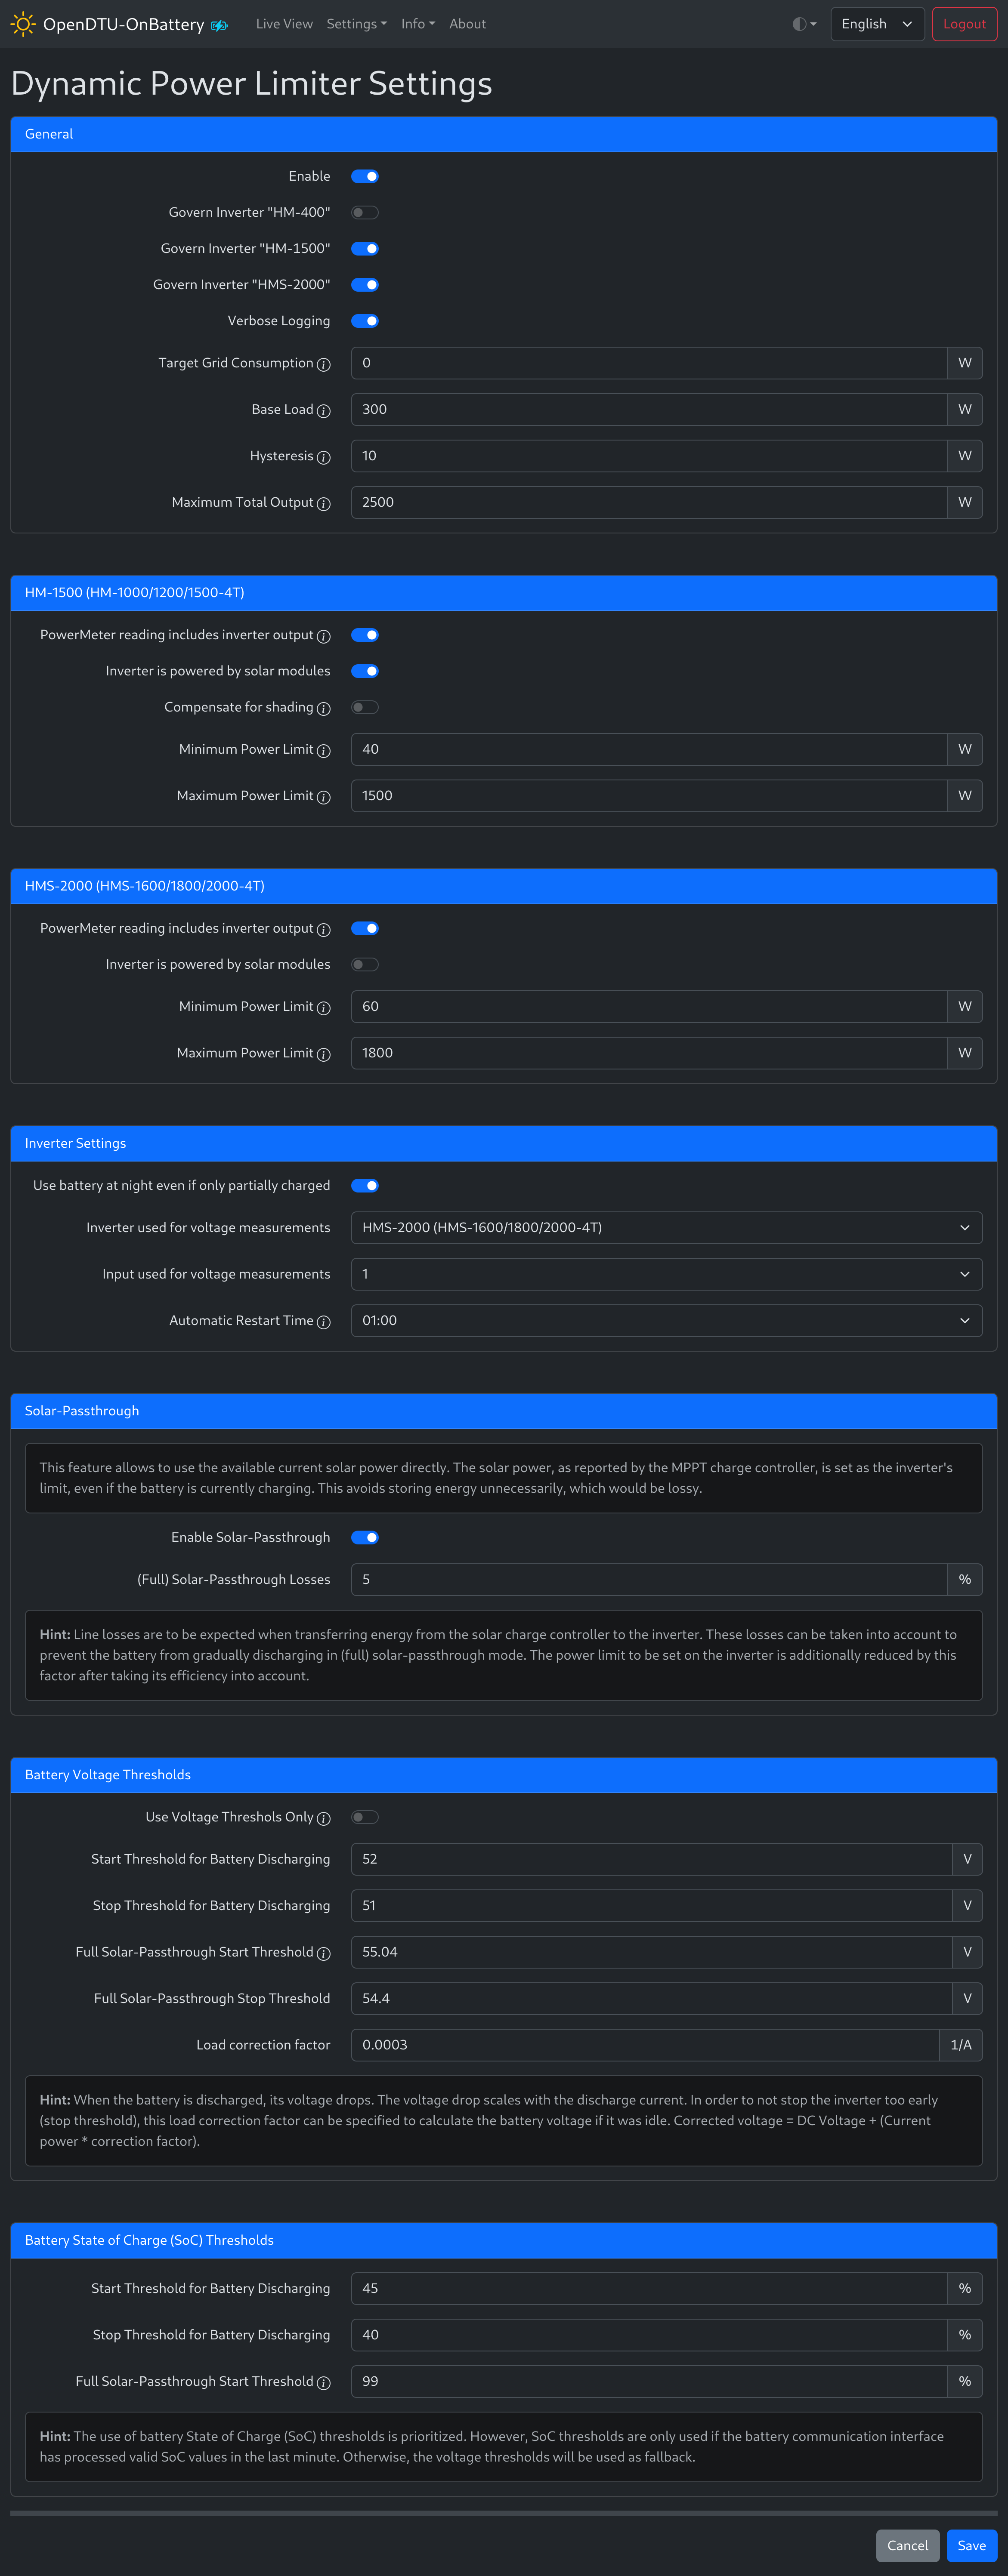 OpenDTU-OnBattery Live View Settings Info About English Logout
Dynamic Power Limiter Settings
General
Enable
Govern Inverter "HM-400"
Govern Inverter "HM-1500"
Govern Inverter "HMS-2000"
Verbose Logging
Target Grid Consumption 0 W
Base Load 300 W
Hysteresis 10 W
Maximum Total Output 2500 W
HM-1500 (HM-1000/1200/1500-4T)
PowerMeter reading includes inverter output
Inverter is powered by solar modules
Compensate for shading
Minimum Power Limit 40 W
Maximum Power Limit 1500 W
HMS-2000 (HMS-1600/1800/2000-4T)
PowerMeter reading includes inverter output
Inverter is powered by solar modules
Minimum Power Limit 60 W
Maximum Power Limit 1800 W
Inverter Settings
Use battery at night even if only partially charged
Inverter used for voltage measurements HMS-2000 (HMS-1600/1800/2000-4T)
Input used for voltage measurements 1
Automatic Restart Time 01:00
Solar-Passthrough
This feature allows to use the available current solar power directly. The solar power, as reported by the MPPT charge controller, is set as the inverter's
limit, even if the battery is currently charging. This avoids storing energy unnecessarily, which would be lossy.
Enable Solar-Passthrough
(Full) Solar-Passthrough Losses 5 %
Hint: Line losses are to be expected when transferring energy from the solar charge controller to the inverter. These losses can be taken into account to
prevent the battery from gradually discharging in (full) solar-passthrough mode. The power limit to be set on the inverter is additionally reduced by this
factor after taking its efficiency into account.
Battery Voltage Thresholds
Use Voltage Threshols Only
Start Threshold for Battery Discharging 52 V
Stop Threshold for Battery Discharging 51 V
Full Solar-Passthrough Start Threshold 55.04 V
Full Solar-Passthrough Stop Threshold 54.4 V
Load correction factor 0.0003 1/A
Hint: When the battery is discharged, its voltage drops. The voltage drop scales with the discharge current. In order to not stop the inverter too early
(stop threshold), this load correction factor can be specified to calculate the battery voltage if it was idle. Corrected voltage = DC Voltage + (Current
power * correction factor).
Battery State of Charge (SoC) Thresholds
Start Threshold for Battery Discharging 45 %
Stop Threshold for Battery Discharging 40 %
Full Solar-Passthrough Start Threshold 99 %
Hint: The use of battery State of Charge (SoC) thresholds is prioritized. However, SoC thresholds are only used if the battery communication interface
has processed valid SoC values in the last minute. Otherwise, the voltage thresholds will be used as fallback.
Cancel Save